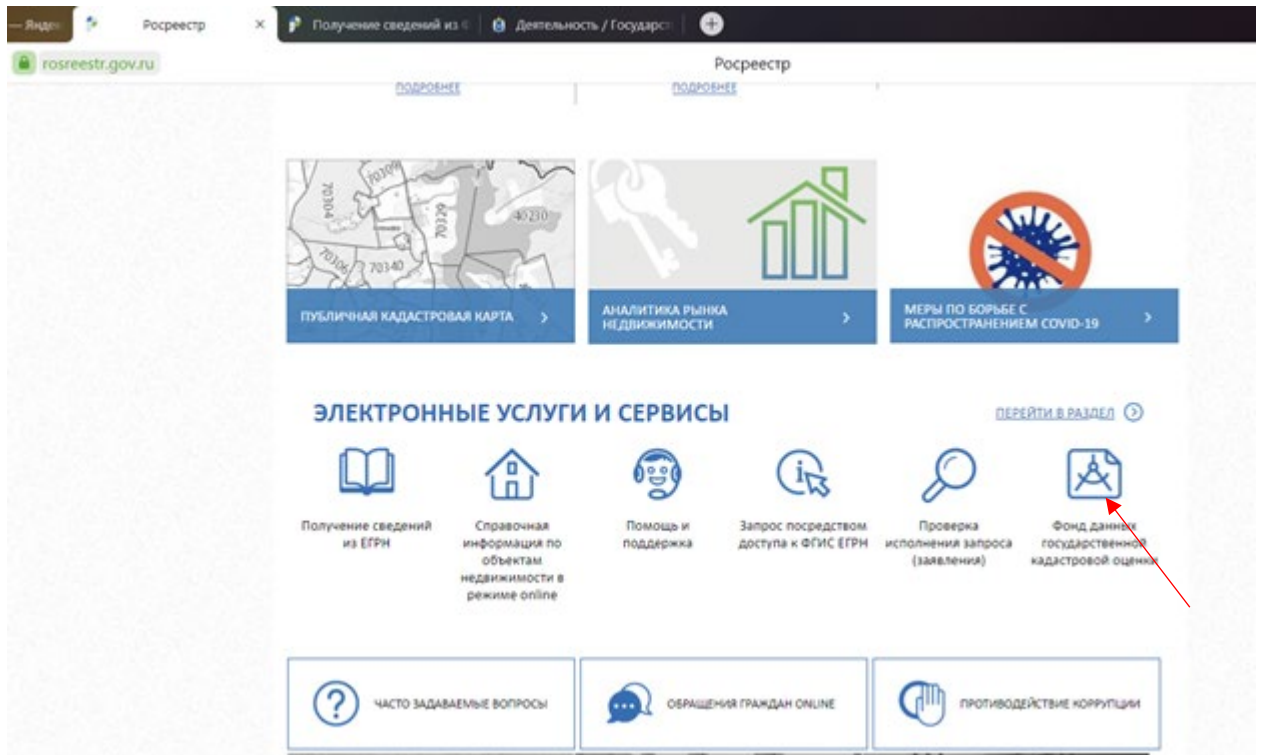 — Яндек
Росреестр
Получение сведений из
Деятельность / Государс
rosreestr.gov.ru
Росреестр
ПОДРОБНЕЕ
ПОДРОБНЕЕ
70309
70304
70329
40230
70306
70340
ПУБЛИЧНАЯ КАДАСТРОВАЯ КАРТА
АНАЛИТИКА РЫНКА
НЕДВИЖИМОСТИ
МЕРЫ ПО БОРЬБЕ С
РАСПРОСТРАНЕНИЕМ COVID-19
ЭЛЕКТРОННЫЕ УСЛУГИ И СЕРВИСЫ
ПЕРЕЙТИ В РАЗДЕЛ
Получение сведений
из ЕГРН
Справочная
информация по
объектам
недвижимости в
режиме online
Помощь и
поддержка
Запрос посредством
доступа к ФГИС ЕГРН
Проверка
исполнения запроса
(заявления)
Фонд данных
государственной
кадастровой оценки
ЧАСТО ЗАДАВАЕМЫЕ ВОПРОСЫ
ОБРАЩЕНИЯ ГРАЖДАН ONLINE
ПРОТИВОДЕЙСТВИЕ КОРРУПЦИИ